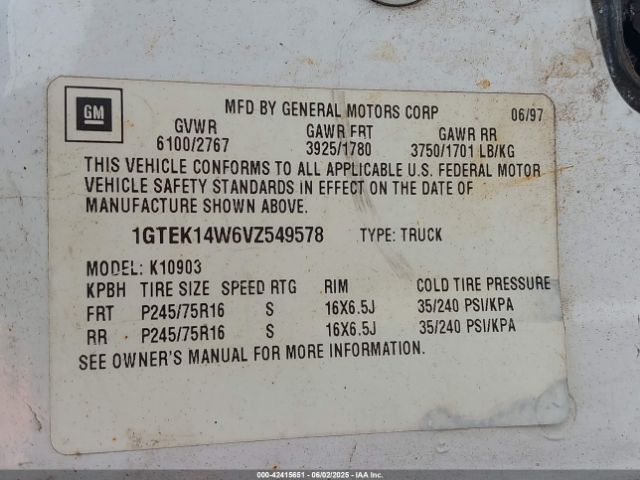 GM
MFD BY GENERAL MOTORS CORP 06/97
GVWR GAWR FRT GAWR RR
6100/2767 3925/1780 3750/1701 LB/KG
THIS VEHICLE CONFORMS TO ALL APPLICABLE U.S. FEDERAL MOTOR
VEHICLE SAFETY STANDARDS IN EFFECT ON THE DATE OF
MANUFACTURE SHOWN ABOVE.
1GTEK14W6VZ549578 TYPE: TRUCK
MODEL: K10903
KPBH TIRE SIZE SPEED RTG RIM COLD TIRE PRESSURE
FRT P245/75R16 S 16X6.5J 35/240 PSI/KPA
RR P245/75R16 S 16X6.5J 35/240 PSI/KPA
SEE OWNER'S MANUAL FOR MORE INFORMATION.
000-42415651 - 06/02/2025 - IAA Inc.